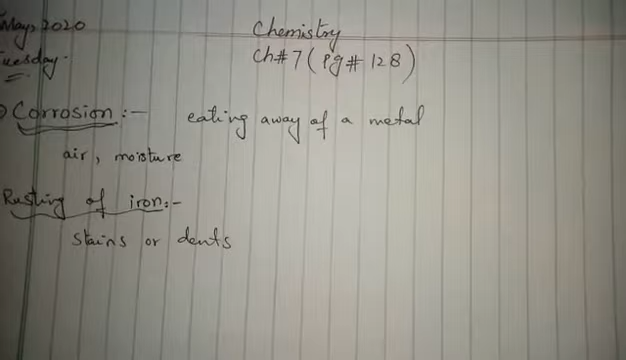 May, 2020
Chemistry
Tuesday.
Ch # 7 ( Pg # 128 )
Corrosion :- eating away of a metal
air, moisture
Rusting of iron :-
stains or dents